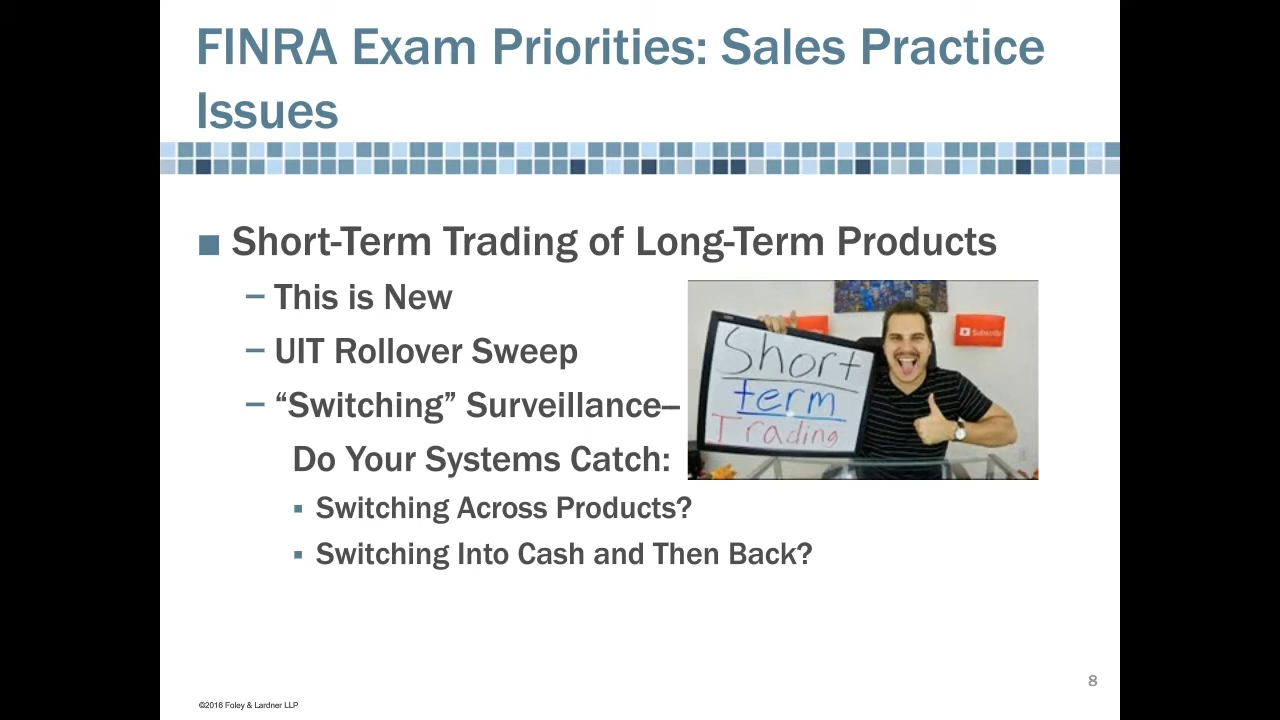 FINRA Exam Priorities: Sales Practice
Issues
■ Short-Term Trading of Long-Term Products
– This is New
– UIT Rollover Sweep
– “Switching” Surveillance–
Do Your Systems Catch:
▪ Switching Across Products?
▪ Switching Into Cash and Then Back?
Short
term
Trading
Subscribe
8
©2016 Foley & Lardner LLP